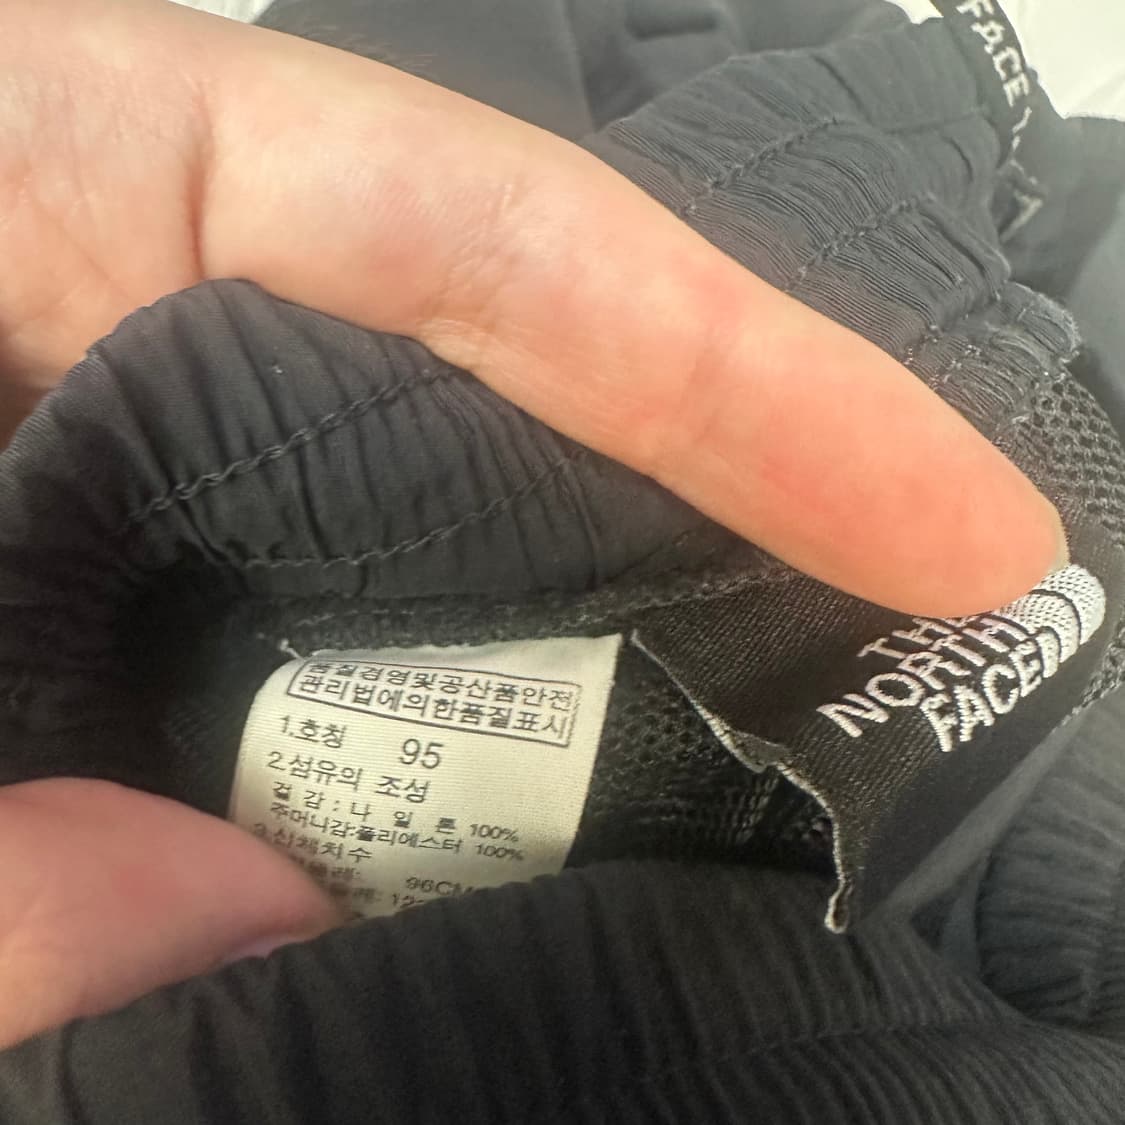 FACE
품질경영및공산품안전
관리법에의한품질표시
1.호칭 95
2.섬유의 조성
겉 감 : 나 일 론 100%
주머니감:폴리에스터 100%
3.신체치수
96CM
THE
NORTH
FACE